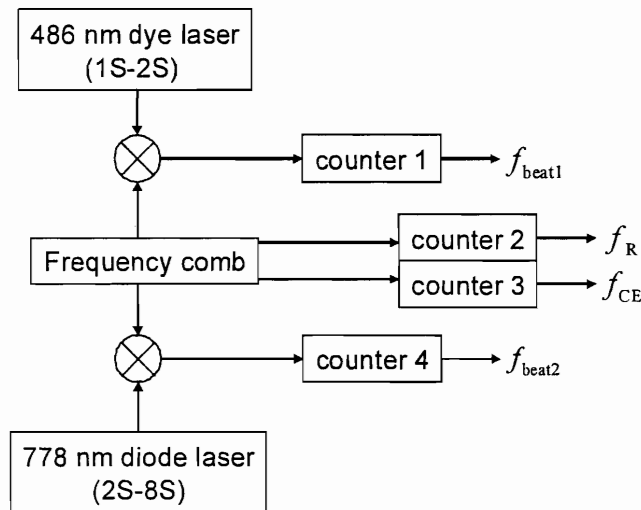 486 nm dye laser
(1S-2S)
counter 1
f_beat1
Frequency comb
counter 2
f_R
counter 3
f_CE
counter 4
f_beat2
778 nm diode laser
(2S-8S)